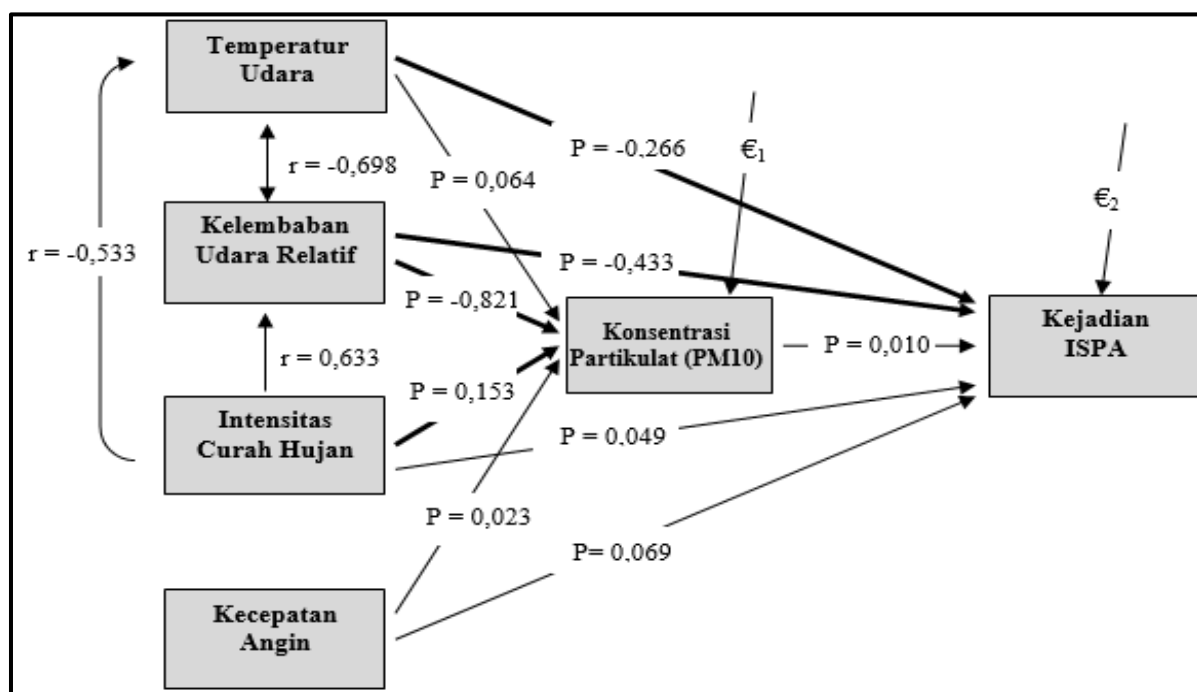 Temperatur
Udara
P = -0,266
€1
r = -0,698
P = 0,064
€2
Kelembaban
Udara Relatif
r = -0,533
P = -0,433
P = -0,821
Konsentrasi
Partikulat (PM10)
Kejadian
ISPA
P = 0,010
r = 0,633
P = 0,153
Intensitas
Curah Hujan
P = 0,049
P = 0,023
P= 0,069
Kecepatan
Angin